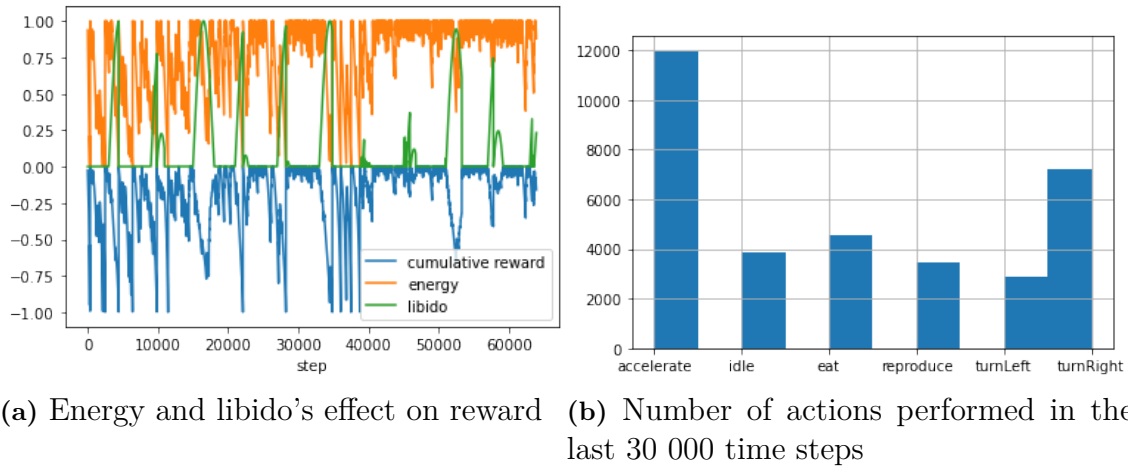 1.00
0.75
0.50
0.25
0.00
−0.25
−0.50
−0.75
−1.00
0 10000 20000 30000 40000 50000 60000
step
cumulative reward
energy
libido
12000
10000
8000
6000
4000
2000
0
accelerate idle eat reproduce turnLeft turnRight
(a) Energy and libido's effect on reward
(b) Number of actions performed in the
last 30 000 time steps